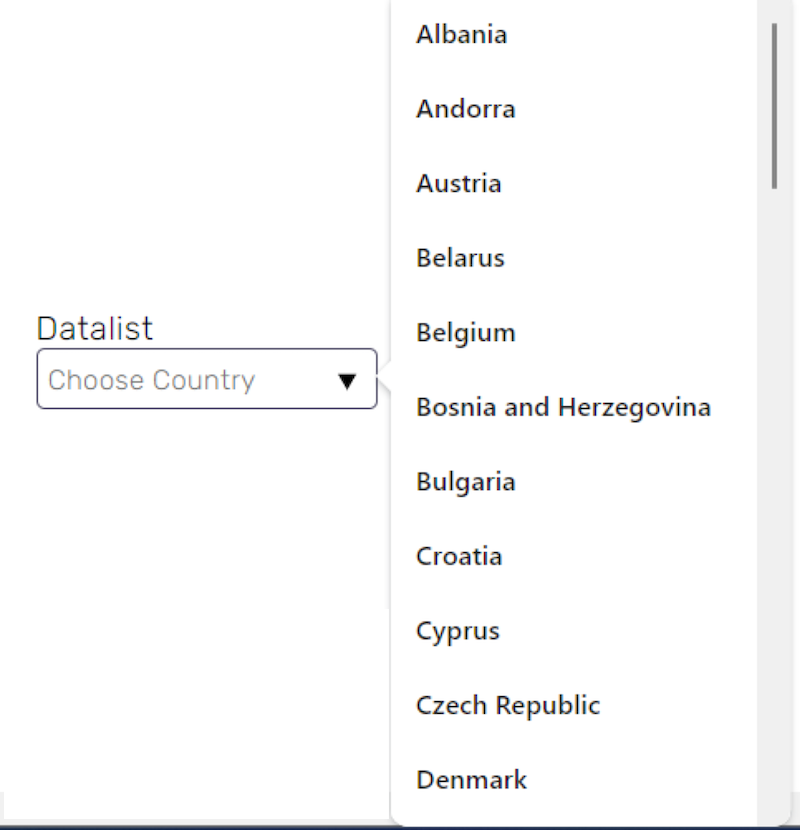 Datalist
Choose Country
Albania
Andorra
Austria
Belarus
Belgium
Bosnia and Herzegovina
Bulgaria
Croatia
Cyprus
Czech Republic
Denmark